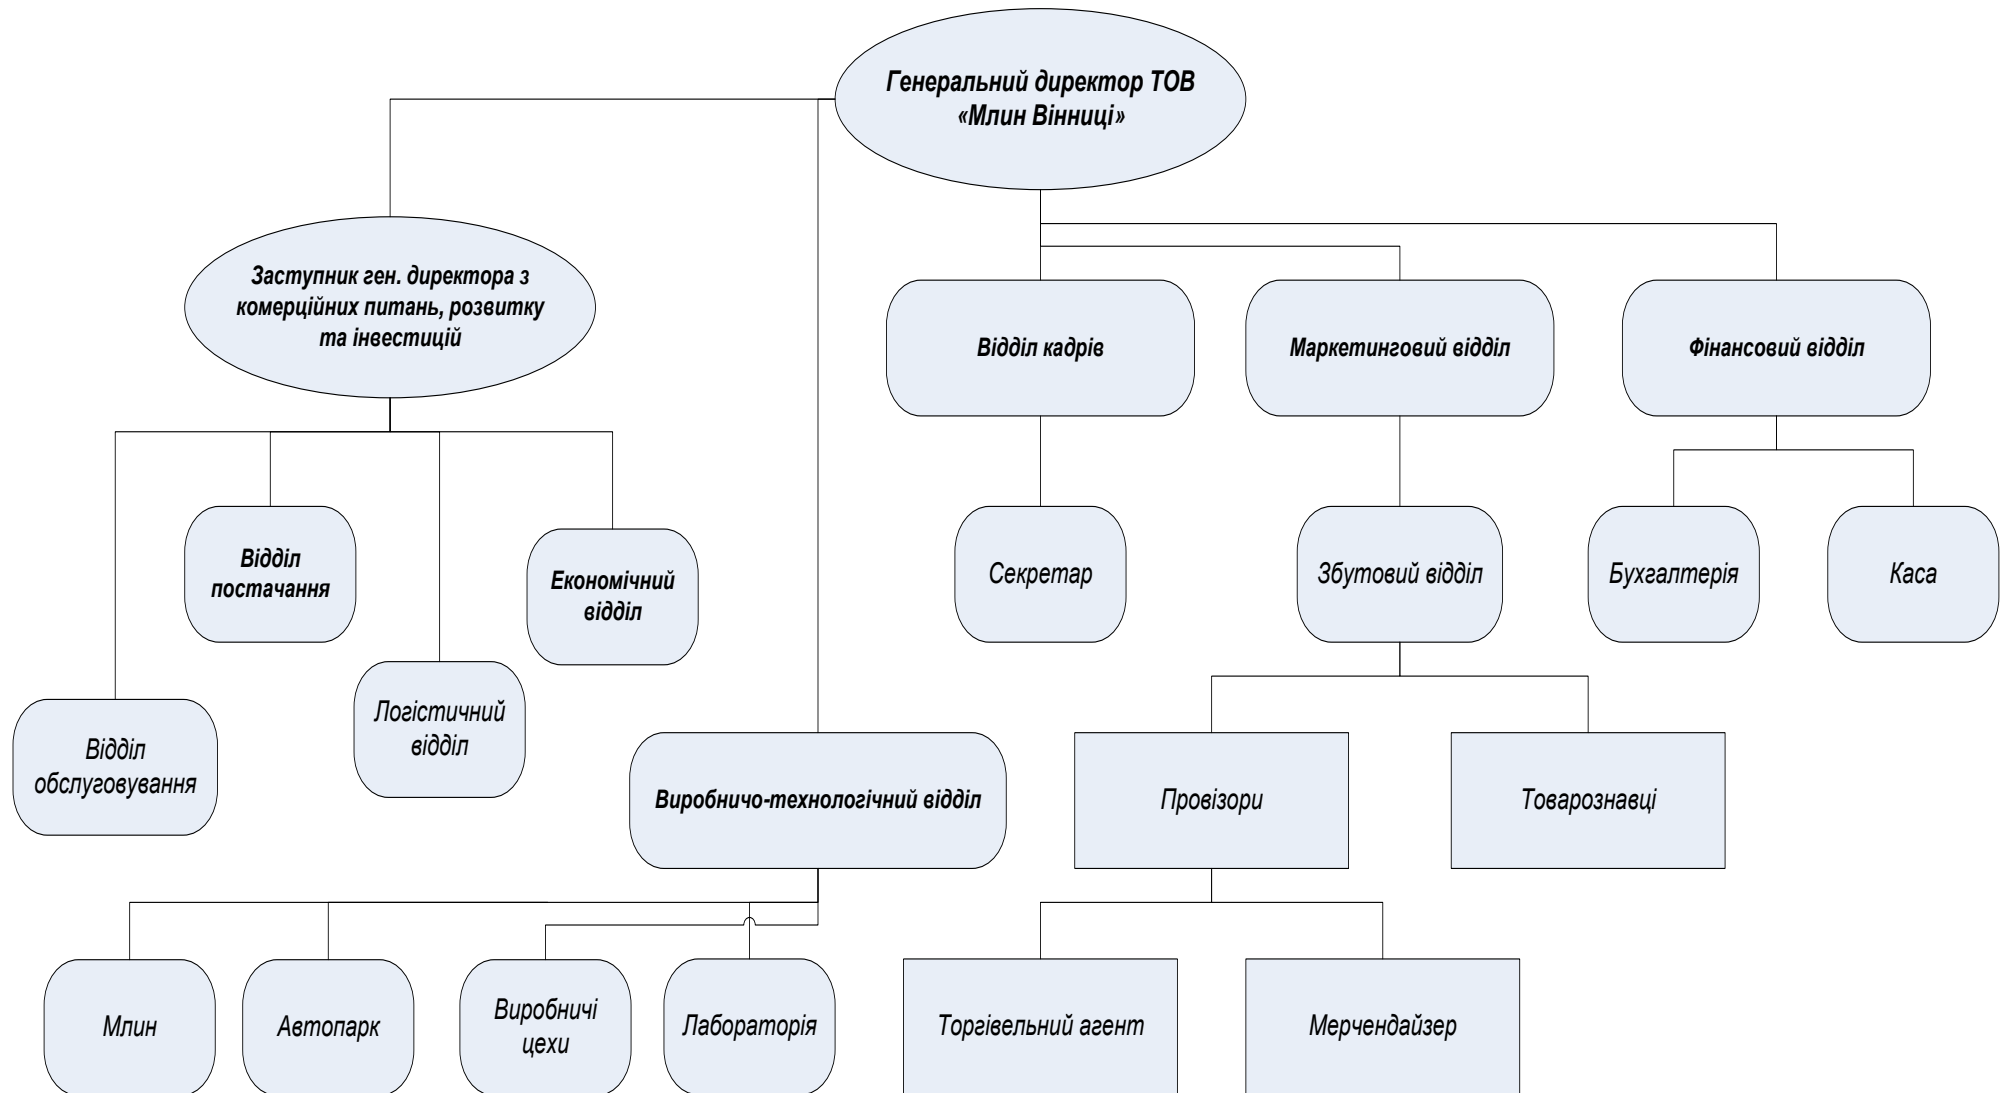 Генеральний директор ТОВ
«Млин Вінниці»
Заступник ген. директора з
комерційних питань, розвитку
та інвестицій
Відділ кадрів
Маркетинговий відділ
Фінансовий відділ
Відділ
постачання
Економічний
відділ
Секретар
Збутовий відділ
Бухгалтерія
Каса
Відділ
обслуговування
Логістичний
відділ
Виробничо-технологічний відділ
Провізори
Товарознавці
Млин
Автопарк
Виробничі
цехи
Лабораторія
Торгівельний агент
Мерчендайзер